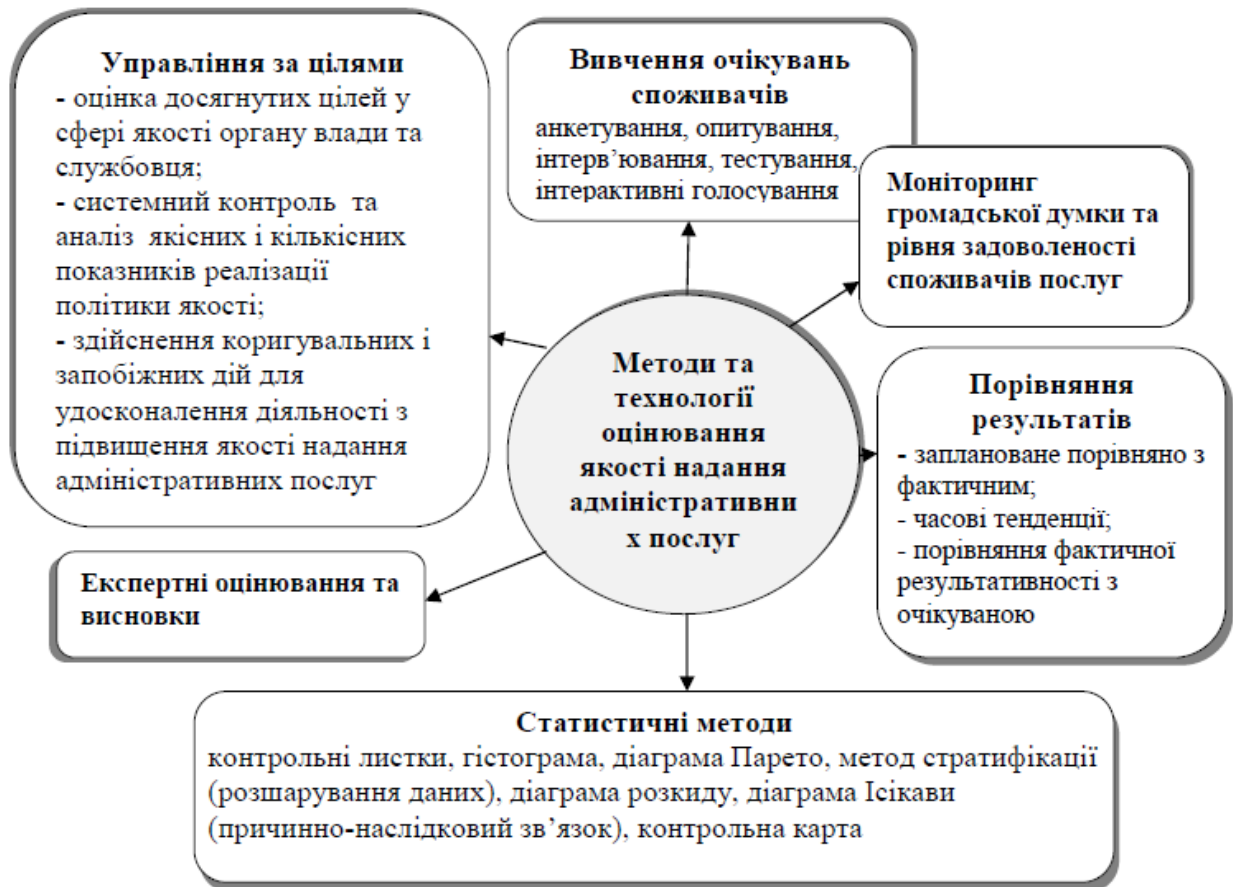 Управління за цілями
- оцінка досягнутих цілей у
сфері якості органу влади та
службовця;
- системний контроль та
аналіз якісних і кількісних
показників реалізації
політики якості;
- здійснення коригувальних і
запобіжних дій для
удосконалення діяльності з
підвищення якості надання
адміністративних послуг
Вивчення очікувань
споживачів
анкетування, опитування,
інтерв’ювання, тестування,
інтерактивні голосування
Моніторинг
громадської думки та
рівня задоволеності
споживачів послуг
Методи та
технології
оцінювання
якості надання
адміністративни
х послуг
Порівняння
результатів
- заплановане порівняно з
фактичним;
- часові тенденції;
- порівняння фактичної
результативності з
очікуваною
Експертні оцінювання та
висновки
Статистичні методи
контрольні листки, гістограма, діаграма Парето, метод стратифікації
(розшарування даних), діаграма розкиду, діаграма Ісікави
(причинно-наслідковий зв’язок), контрольна карта